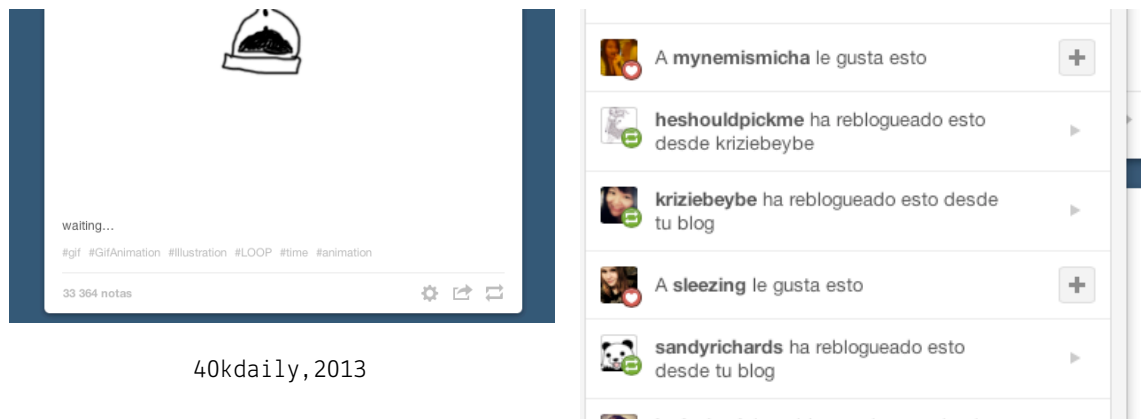 waiting...
#gif #GifAnimation #Illustration #LOOP #time #animation
33 364 notas
40kdaily,2013
A mynemismicha le gusta esto
heshouldpickme ha reblogueado esto
desde kriziebeybe
kriziebeybe ha reblogueado esto desde
tu blog
A sleezing le gusta esto
sandyrichards ha reblogueado esto
desde tu blog